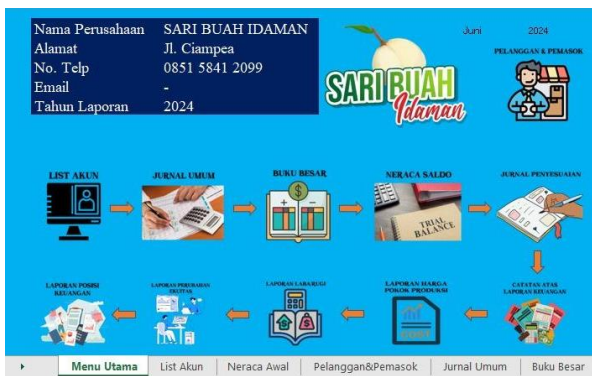 Nama Perusahaan SARI BUAH IDAMAN
Alamat Jl. Ciampea
No. Telp 0851 5841 2099
Email -
Tahun Laporan 2024
SARI BUAH
Idaman
Juni 2024
PELANGGAN & PEMASOK
LIST AKUN
JURNAL UMUM
BUKU BESAR
NERACA SALDO
JURNAL PENYESUAIAN
TRIAL
BALANCE
LAPORAN POSISI
KEUANGAN
LAPORAN PERUBAHAN
EKUITAS
LAPORAN LABA RUGI
LAPORAN HARGA
POKOK PRODUKSI
CATATAN ATAS
LAPORAN KEUANGAN
Menu Utama List Akun Neraca Awal Pelanggan&Pemasok Jurnal Umum Buku Besar